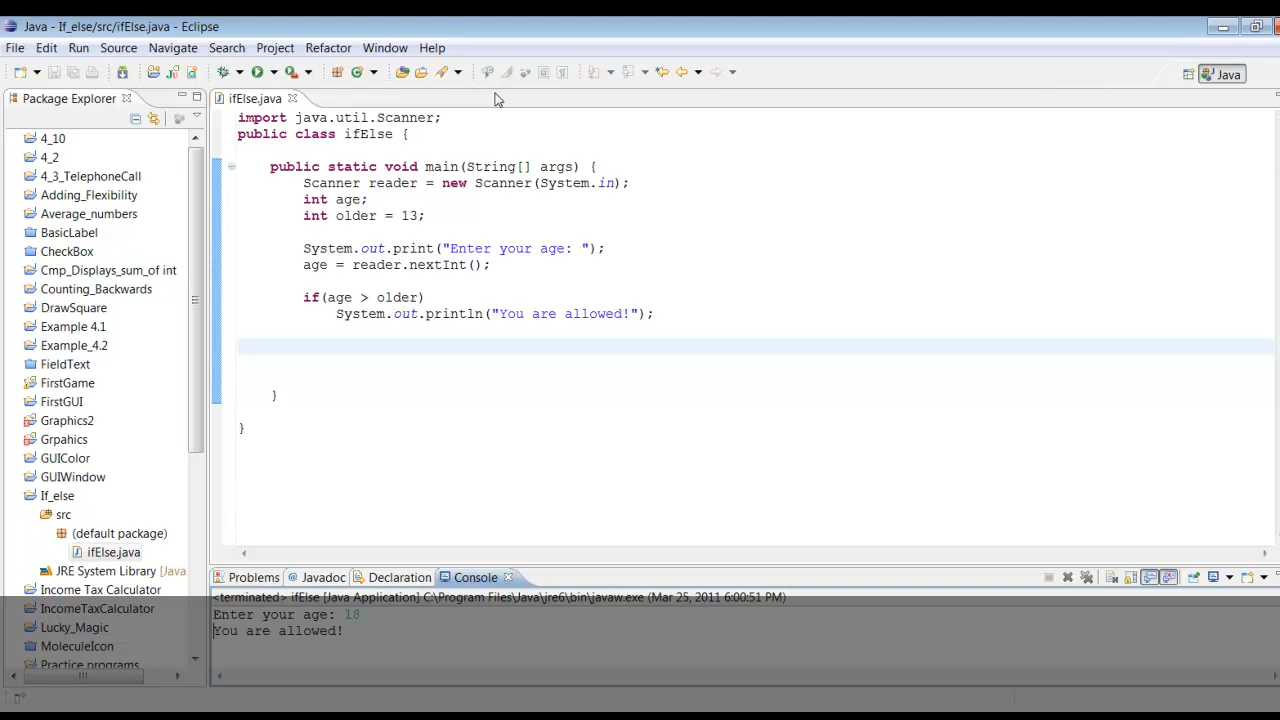 Java - If_else/src/ifElse.java - Eclipse
File Edit Run Source Navigate Search Project Refactor Window Help
Java
Package Explorer
ifElse.java
4_10
4_2
4_3_TelephoneCall
Adding_Flexibility
Average_numbers
BasicLabel
CheckBox
Cmp_Displays_sum_of int
Counting_Backwards
DrawSquare
Example 4.1
Example_4.2
FieldText
FirstGame
FirstGUI
Graphics2
Grpahics
GUIColor
GUIWindow
If_else
src
(default package)
ifElse.java
JRE System Library [Java
Income Tax Calculator
IncomeTaxCalculator
Lucky_Magic
MoleculeIcon
Practice programs
import java.util.Scanner;
public class ifElse {
public static void main(String[] args) {
Scanner reader = new Scanner(System.in);
int age;
int older = 13;
System.out.print("Enter your age: ");
age = reader.nextInt();
if(age > older)
System.out.println("You are allowed!");
}
}
Problems Javadoc Declaration Console
<terminated> ifElse [Java Application] C:\Program Files\Java\jre6\bin\javaw.exe (Mar 25, 2011 6:00:51 PM)
Enter your age: 18
You are allowed!